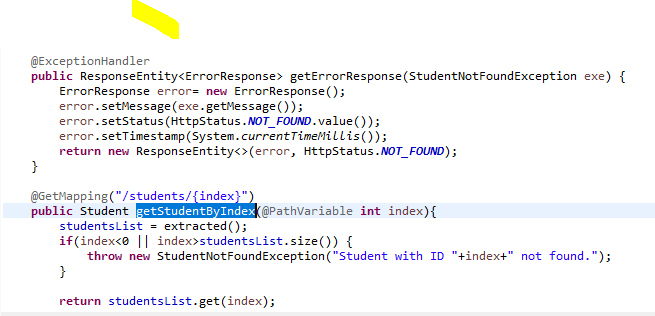 @ExceptionHandler
public ResponseEntity<ErrorResponse> getErrorResponse(StudentNotFoundException exe) {
ErrorResponse error= new ErrorResponse();
error.setMessage(exe.getMessage());
error.setStatus(HttpStatus.NOT_FOUND.value());
error.setTimestamp(System.currentTimeMillis());
return new ResponseEntity<>(error, HttpStatus.NOT_FOUND);
}
@GetMapping("/students/{index}")
public Student getStudentByIndex(@PathVariable int index){
studentsList = extracted();
if(index<0 || index>studentsList.size()) {
throw new StudentNotFoundException("Student with ID "+index+" not found.");
}
return studentsList.get(index);